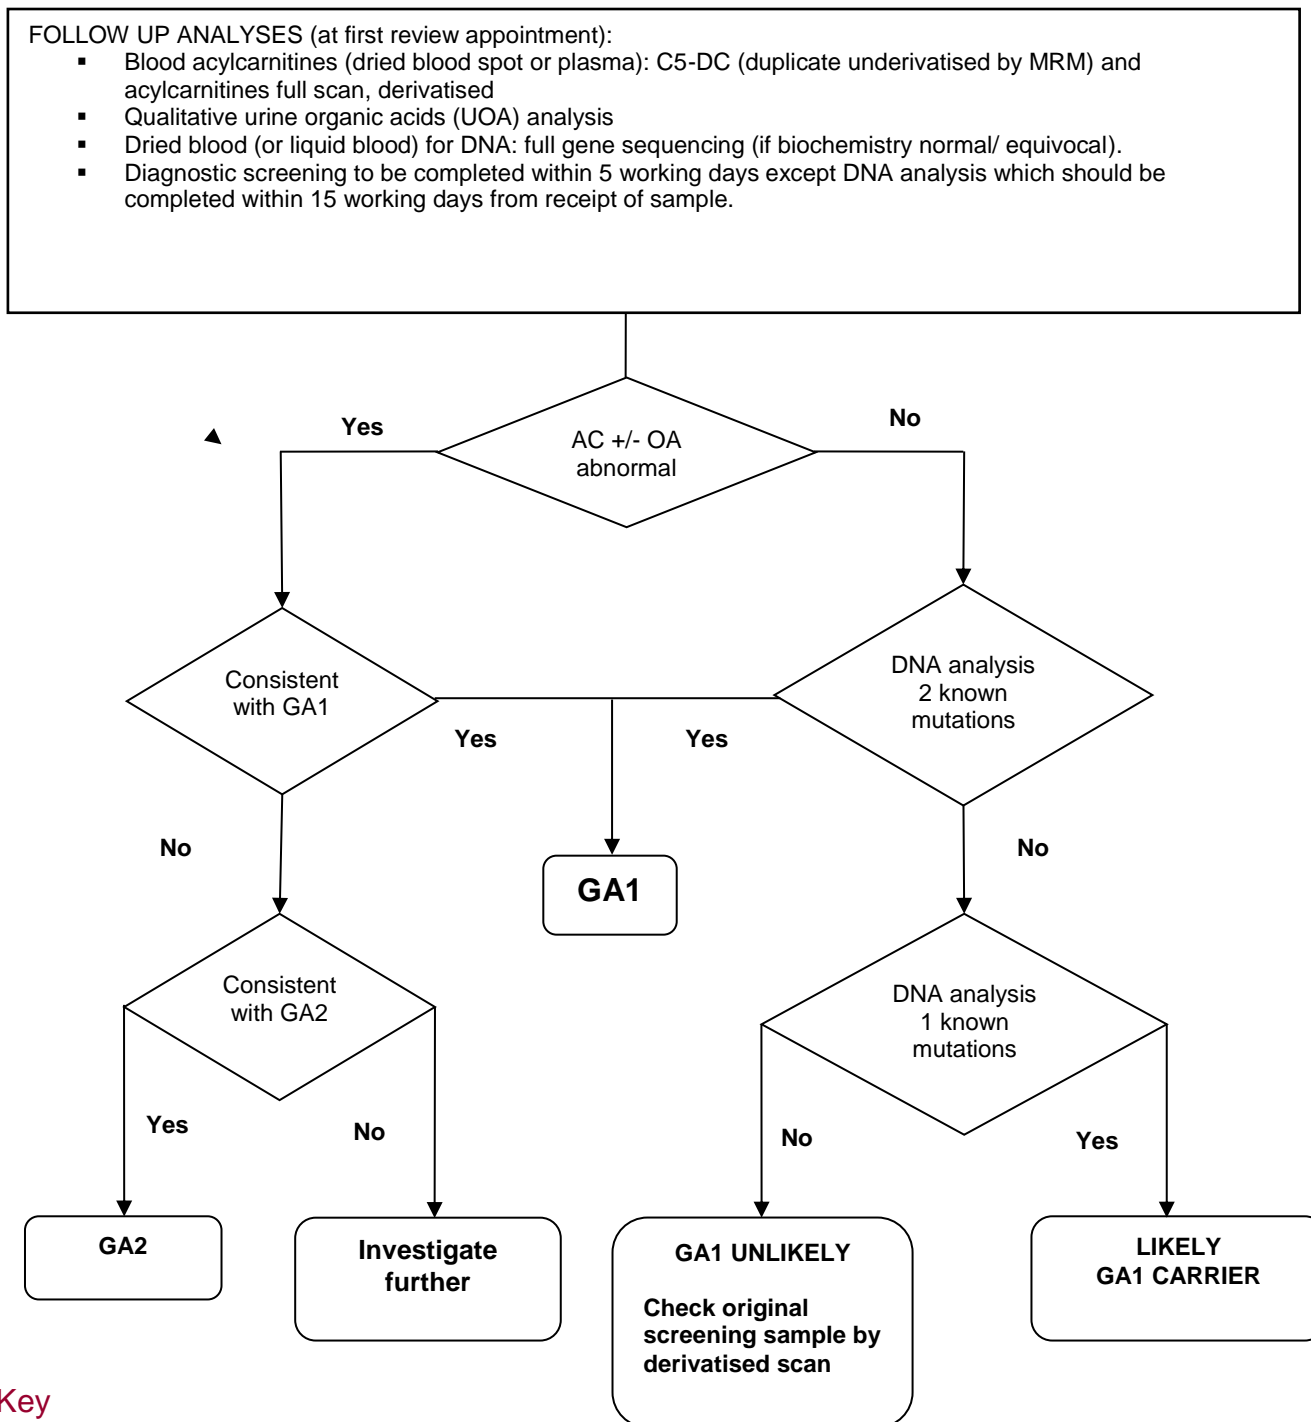 FOLLOW UP ANALYSES (at first review appointment):
▪ Blood acylcarnitines (dried blood spot or plasma): C5-DC (duplicate underivatised by MRM) and
acylcarnitines full scan, derivatised
▪ Qualitative urine organic acids (UOA) analysis
▪ Dried blood (or liquid blood) for DNA: full gene sequencing (if biochemistry normal/ equivocal).
▪ Diagnostic screening to be completed within 5 working days except DNA analysis which should be
completed within 15 working days from receipt of sample.
Yes
No
AC +/- OA
abnormal
Consistent
with GA1
DNA analysis
2 known
mutations
Yes
Yes
No
GA1
No
Consistent
with GA2
DNA analysis
1 known
mutations
Yes
No
No
Yes
GA2
Investigate
further
GA1 UNLIKELY
Check original
screening sample by
derivatised scan
LIKELY
GA1 CARRIER
Key